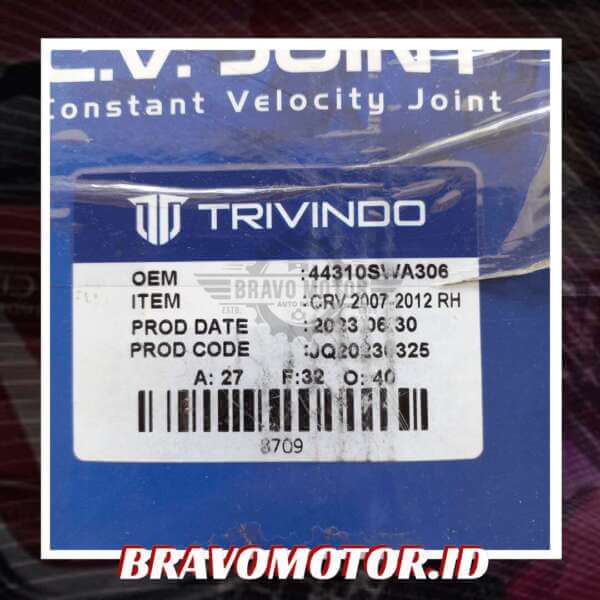 C.V. JOINT
Constant Velocity Joint
TRIVINDO
OEM :44310SWA306
ITEM :CRV 2007-2012 RH
PROD DATE :2023/06/30
PROD CODE :JQ20230325
A: 27 F:32 O: 40
8709
BRAVO MOTOR
BRAVOMOTOR.ID